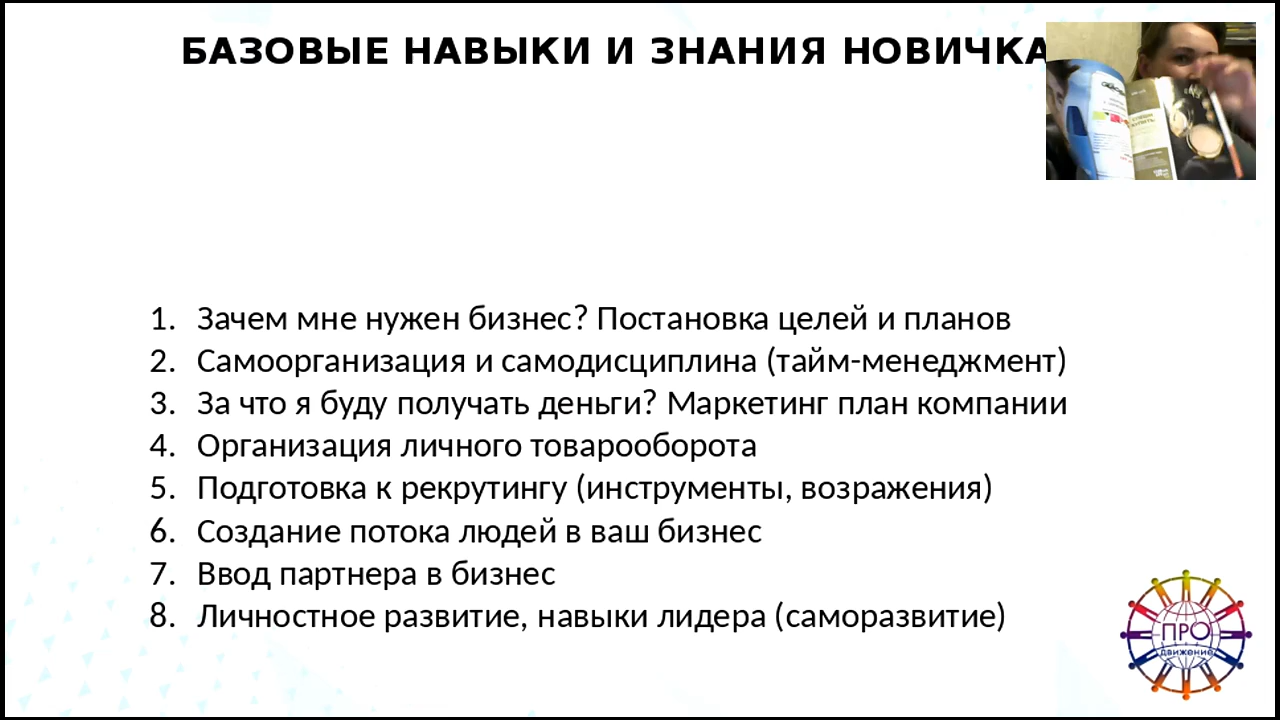 БАЗОВЫЕ НАВЫКИ И ЗНАНИЯ НОВИЧКА
1. Зачем мне нужен бизнес? Постановка целей и планов
2. Самоорганизация и самодисциплина (тайм-менеджмент)
3. За что я буду получать деньги? Маркетинг план компании
4. Организация личного товарооборота
5. Подготовка к рекрутингу (инструменты, возражения)
6. Создание потока людей в ваш бизнес
7. Ввод партнера в бизнес
8. Личностное развитие, навыки лидера (саморазвитие)
ПРО
движение